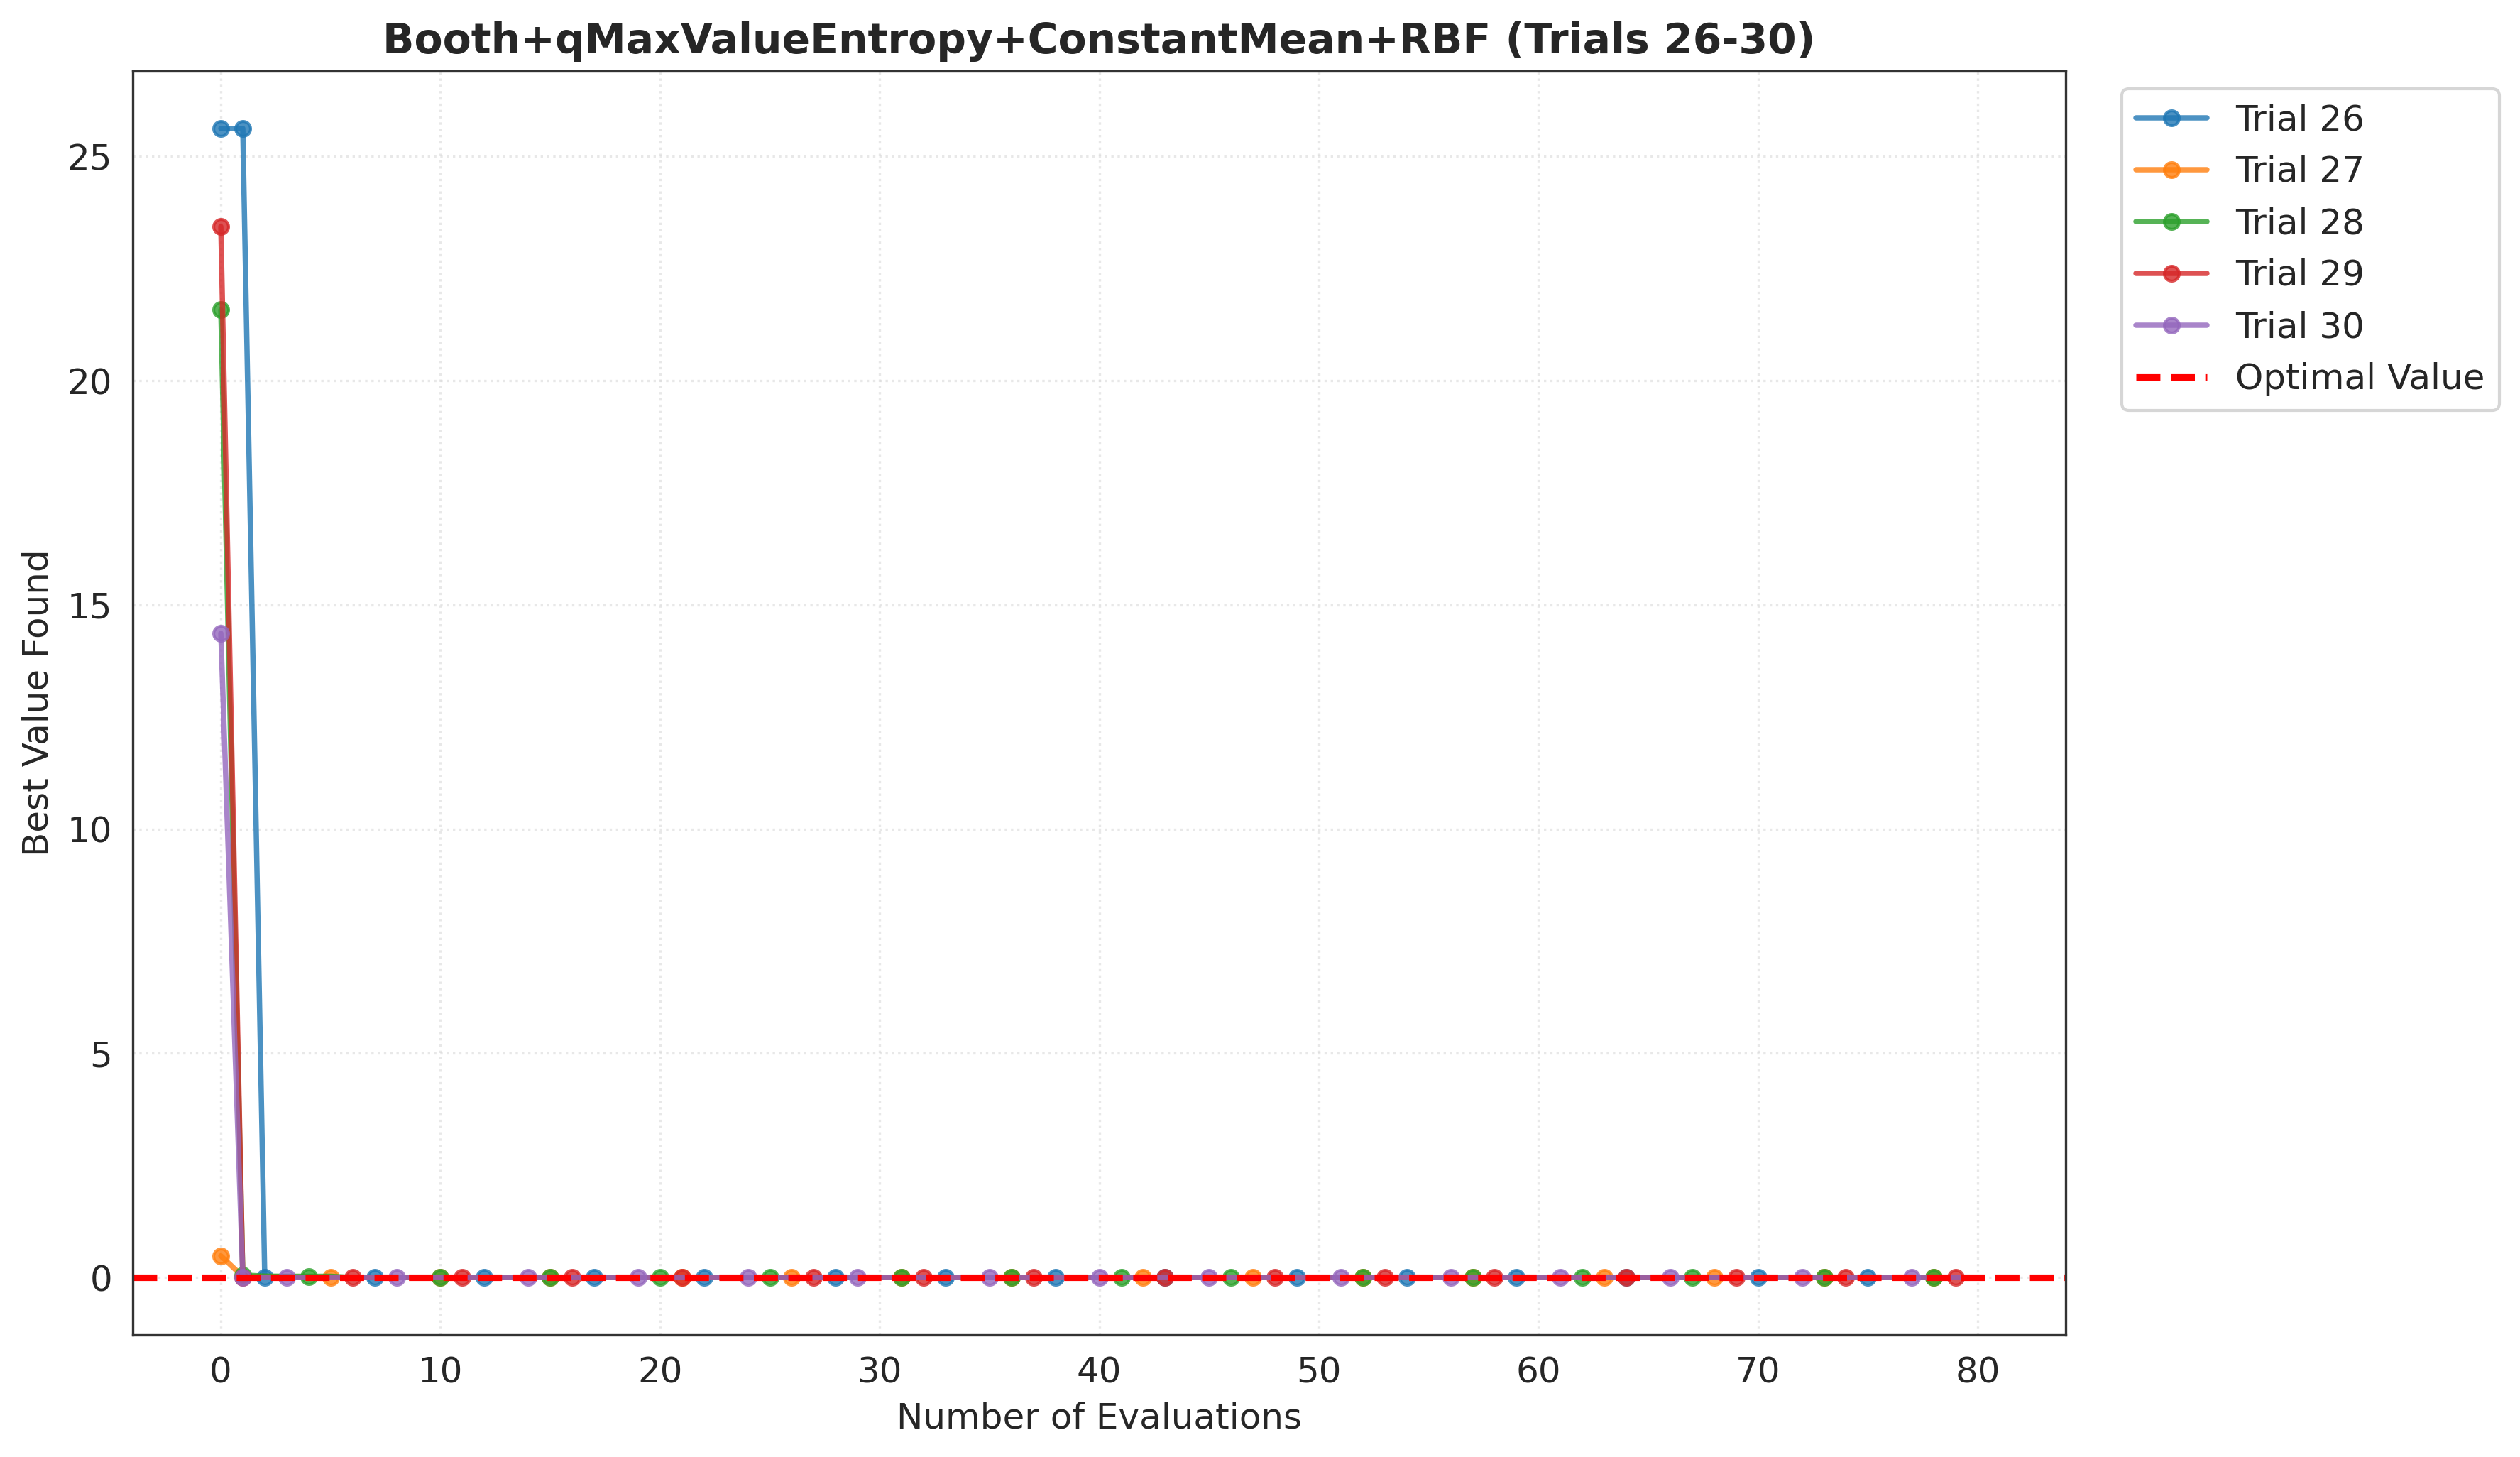 Booth+qMaxValueEntropy+ConstantMean+RBF (Trials 26-30)
Best Value Found
25
20
15
10
5
0
0 10 20 30 40 50 60 70 80
Number of Evaluations
Trial 26
Trial 27
Trial 28
Trial 29
Trial 30
Optimal Value